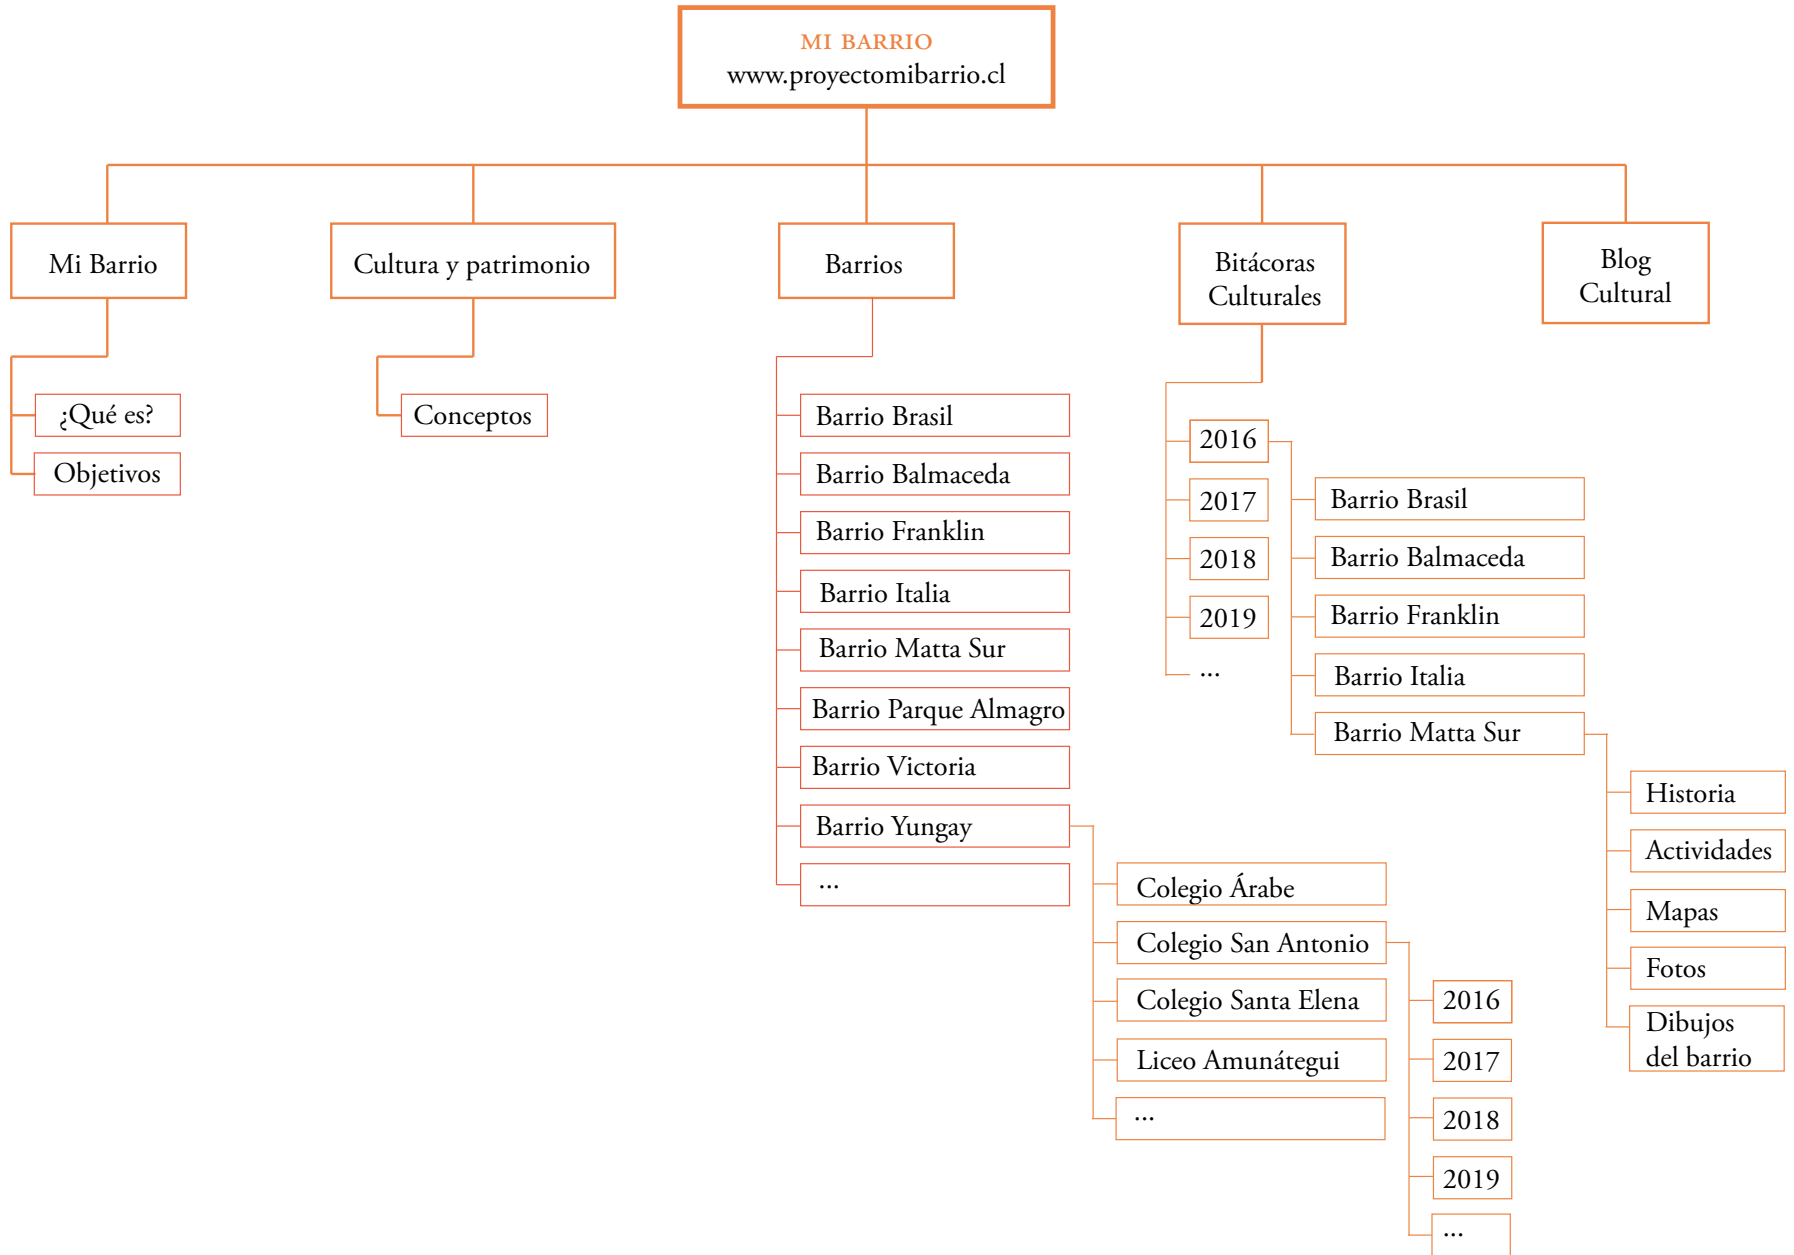 MI BARRIO
www.proyectomibarrio.cl
Mi Barrio
¿Qué es?
Objetivos
Cultura y patrimonio
Conceptos
Barrios
Barrio Brasil
Barrio Balmaceda
Barrio Franklin
Barrio Italia
Barrio Matta Sur
Barrio Parque Almagro
Barrio Victoria
Barrio Yungay
...
Colegio Árabe
Colegio San Antonio
Colegio Santa Elena
Liceo Amunátegui
...
2016
2017
2018
2019
...
Bitácoras
Culturales
2016
2017
2018
2019
...
Barrio Brasil
Barrio Balmaceda
Barrio Franklin
Barrio Italia
Barrio Matta Sur
Historia
Actividades
Mapas
Fotos
Dibujos
del barrio
Blog
Cultural